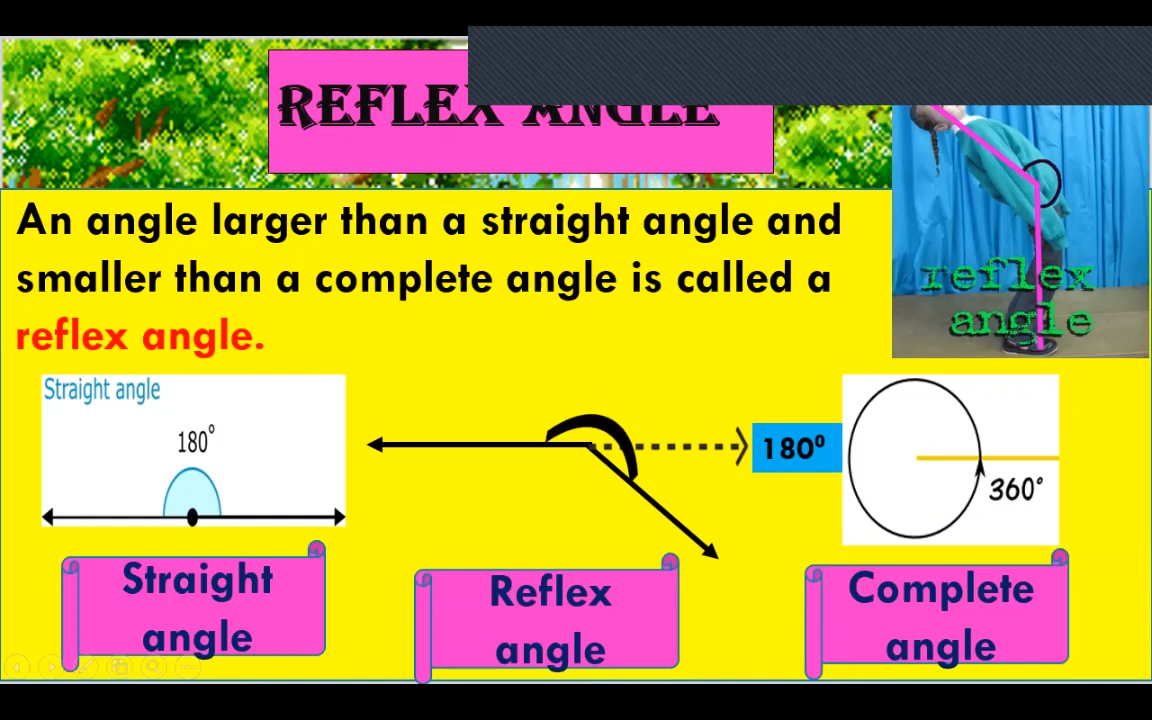 REFLEX ANGLE
An angle larger than a straight angle and
smaller than a complete angle is called a
reflex angle.
reflex
angle
Straight angle
180°
180⁰
360°
Straight
angle
Reflex
angle
Complete
angle